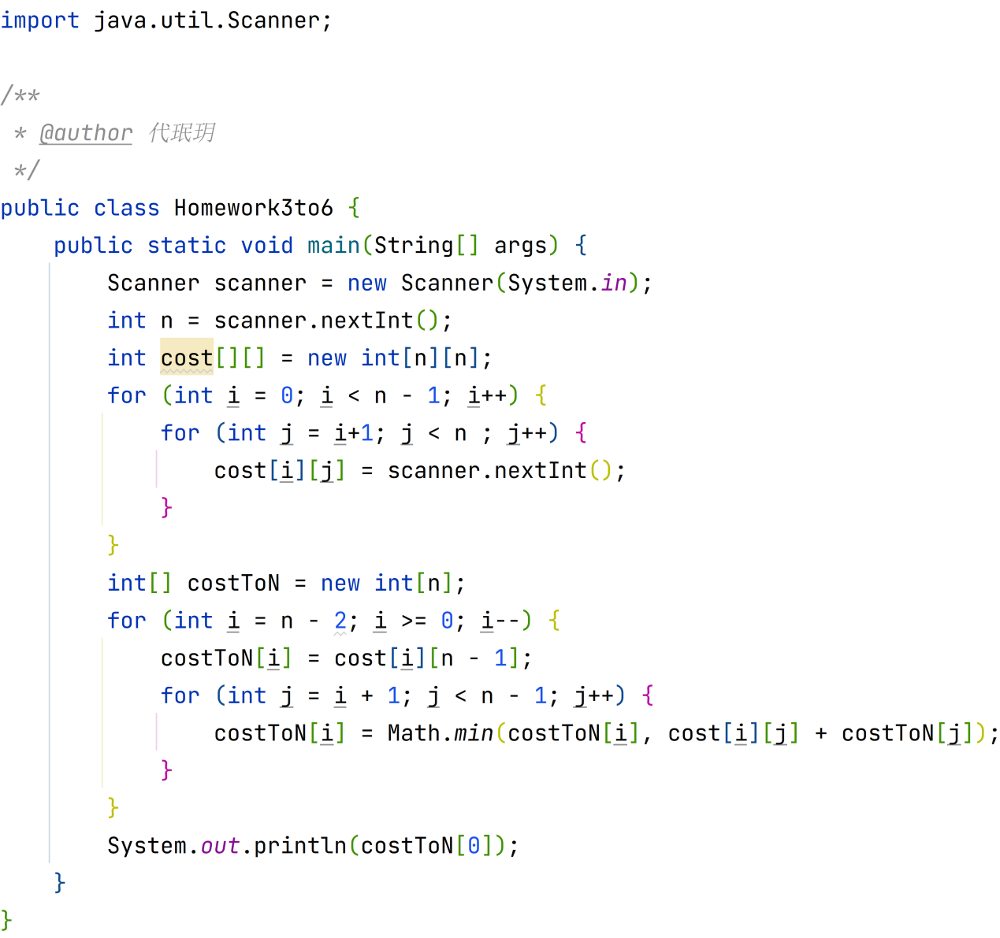 import java.util.Scanner;
/**
 * @author 代珉玥
 */
public class Homework3to6 {
    public static void main(String[] args) {
        Scanner scanner = new Scanner(System.in);
        int n = scanner.nextInt();
        int cost[][] = new int[n][n];
        for (int i = 0; i < n - 1; i++) {
            for (int j = i+1; j < n ; j++) {
                cost[i][j] = scanner.nextInt();
            }
        }
        int[] costToN = new int[n];
        for (int i = n - 2; i >= 0; i--) {
            costToN[i] = cost[i][n - 1];
            for (int j = i + 1; j < n - 1; j++) {
                costToN[i] = Math.min(costToN[i], cost[i][j] + costToN[j]);
            }
        }
        System.out.println(costToN[0]);
    }
}